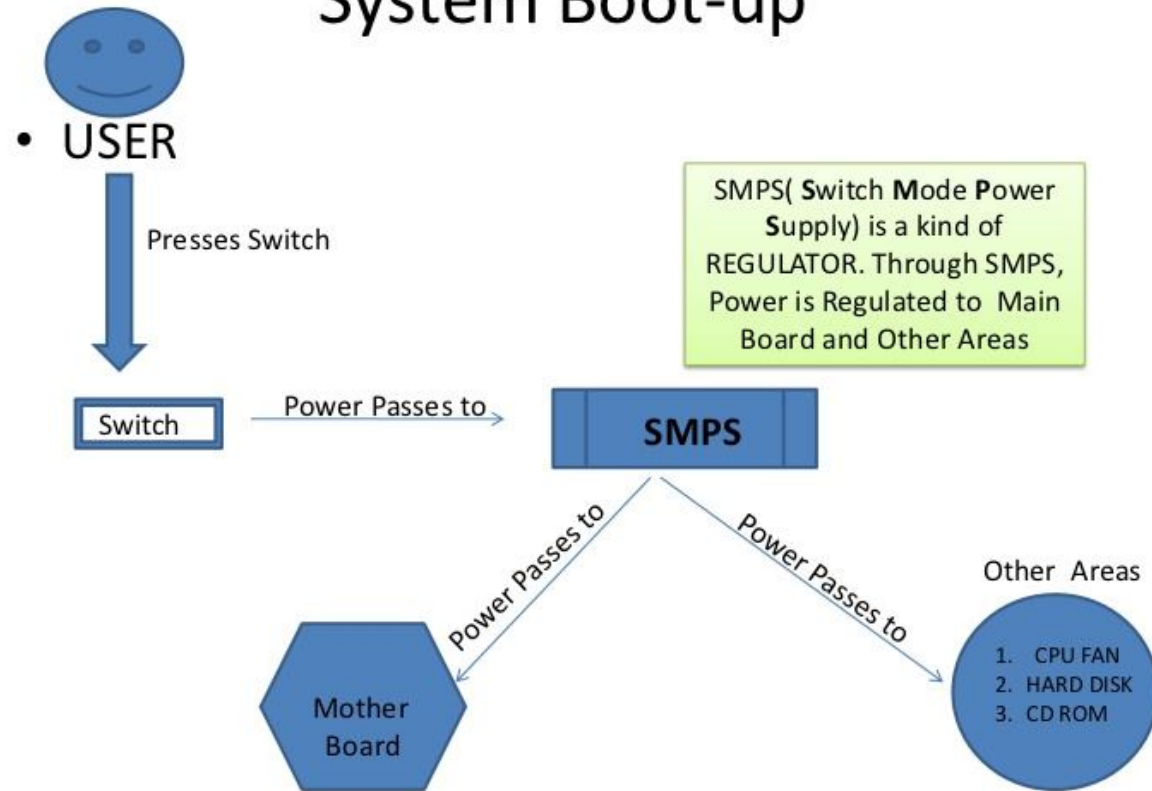 System Boot-up
• USER
Presses Switch
SMPS( Switch Mode Power
Supply) is a kind of
REGULATOR. Through SMPS,
Power is Regulated to Main
Board and Other Areas
Switch
Power Passes to
SMPS
Power Passes to
Power Passes to
Other Areas
1. CPU FAN
2. HARD DISK
3. CD ROM
Mother
Board